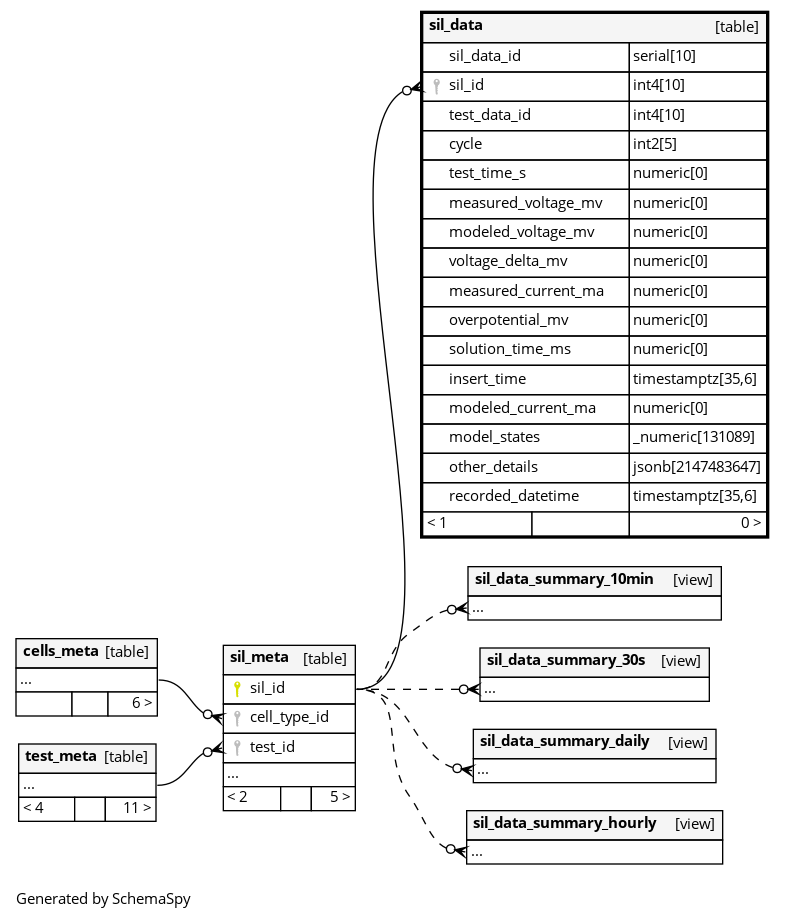 sil_data [table]
sil_data_id serial[10]
sil_id int4[10]
test_data_id int4[10]
cycle int2[5]
test_time_s numeric[0]
measured_voltage_mv numeric[0]
modeled_voltage_mv numeric[0]
voltage_delta_mv numeric[0]
measured_current_ma numeric[0]
overpotential_mv numeric[0]
solution_time_ms numeric[0]
insert_time timestamptz[35,6]
modeled_current_ma numeric[0]
model_states _numeric[131089]
other_details jsonb[2147483647]
recorded_datetime timestamptz[35,6]
< 1 0 >
sil_data_summary_10min [view]
...
cells_meta [table]
...
6 >
test_meta [table]
...
< 4 11 >
sil_meta [table]
sil_id
cell_type_id
test_id
...
< 2 5 >
sil_data_summary_30s [view]
...
sil_data_summary_daily [view]
...
sil_data_summary_hourly [view]
...
Generated by SchemaSpy